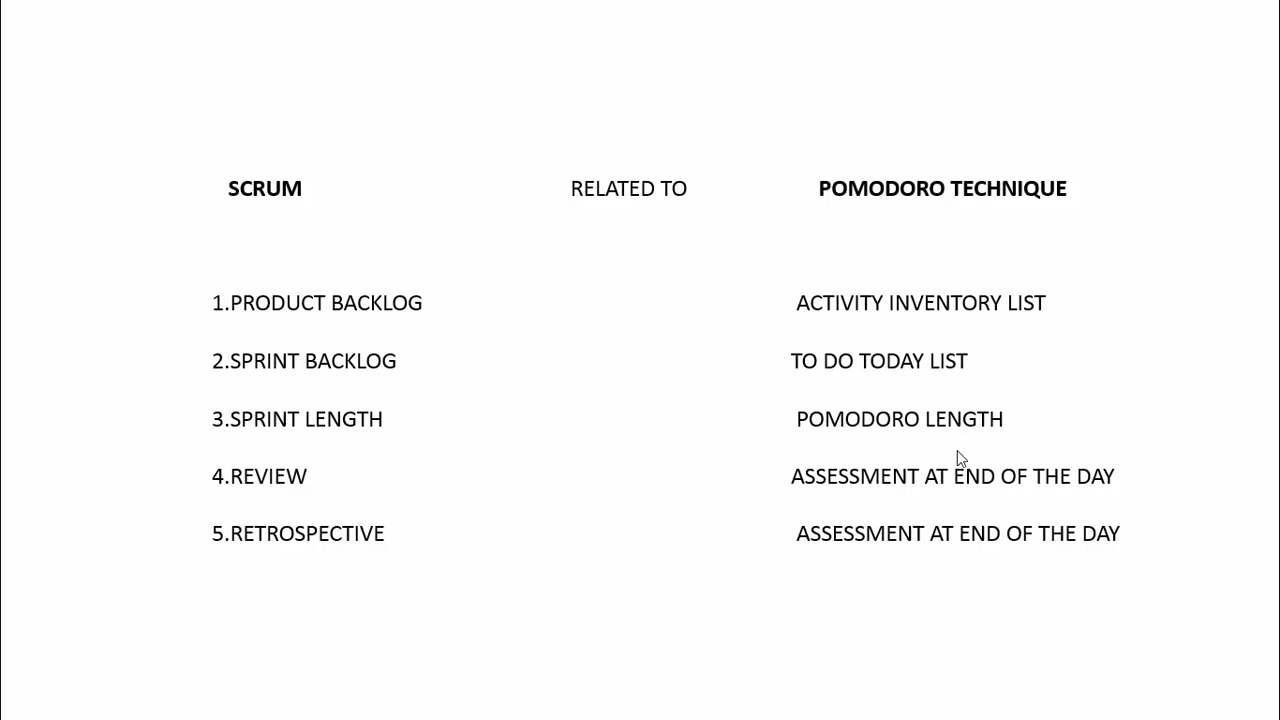 SCRUM RELATED TO POMODORO TECHNIQUE
1.PRODUCT BACKLOG ACTIVITY INVENTORY LIST
2.SPRINT BACKLOG TO DO TODAY LIST
3.SPRINT LENGTH POMODORO LENGTH
4.REVIEW ASSESSMENT AT END OF THE DAY
5.RETROSPECTIVE ASSESSMENT AT END OF THE DAY